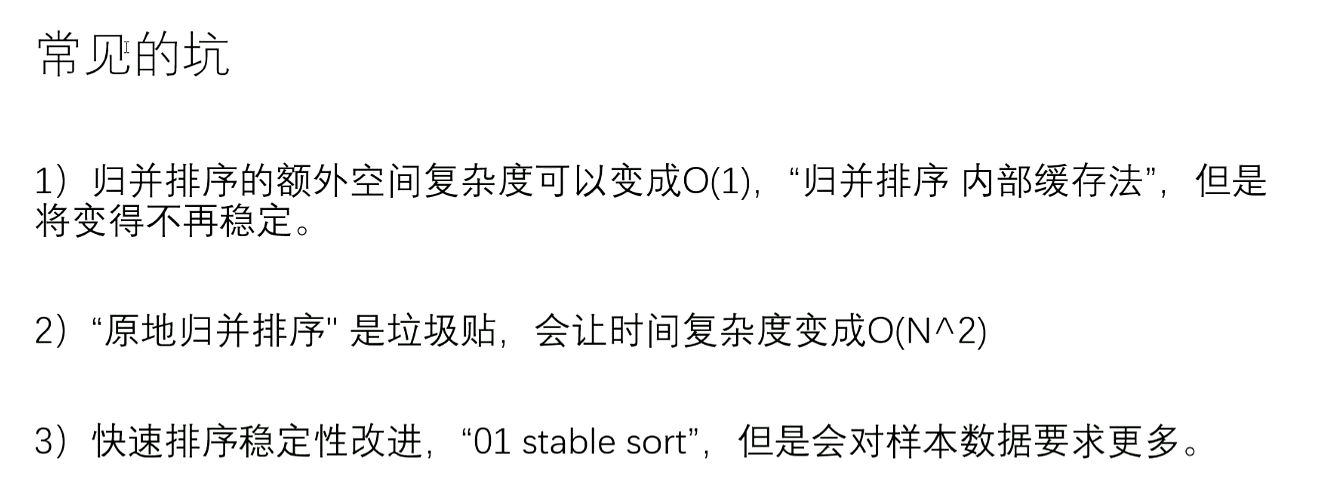 常见的坑
1）归并排序的额外空间复杂度可以变成O(1)，“归并排序 内部缓存法”，但是
将变得不再稳定。
2）“原地归并排序" 是垃圾贴，会让时间复杂度变成O(N^2)
3）快速排序稳定性改进，“01 stable sort”，但是会对样本数据要求更多。